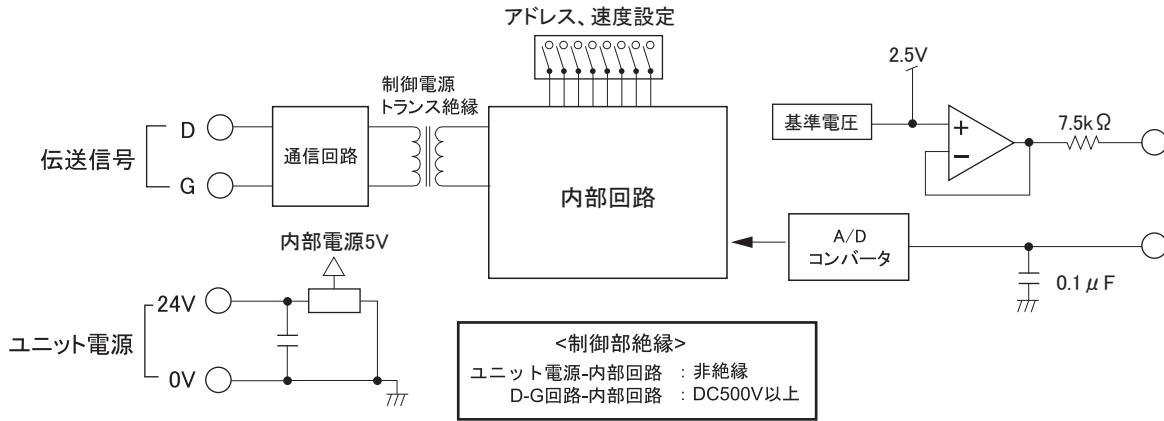 アドレス、速度設定
制御電源
トランス絶縁
伝送信号
D
G
通信回路
内部回路
2.5V
基準電圧
+
−
7.5kΩ
A/D
コンバータ
0.1μF
内部電源5V
ユニット電源
24V
0V
<制御部絶縁>
ユニット電源-内部回路 : 非絶縁
D-G回路-内部回路 : DC500V以上